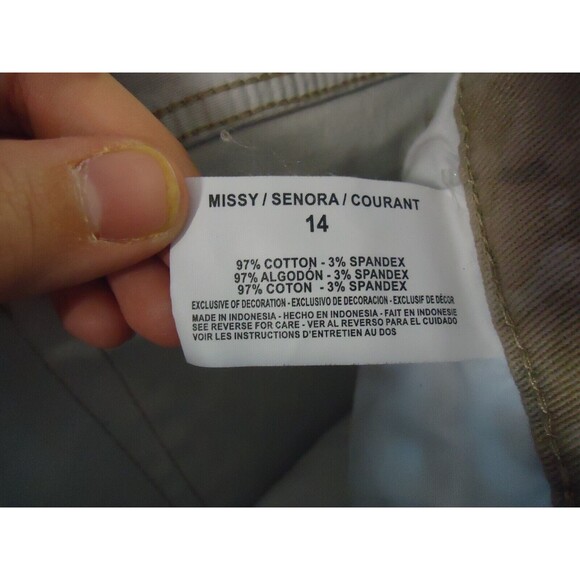 MISSY / SENORA / COURANT
14
97% COTTON - 3% SPANDEX
97% ALGODÓN - 3% SPANDEX
97% COTON - 3% SPANDEX
EXCLUSIVE OF DECORATION - EXCLUSIVO DE DECORACION - EXCLUSIF DE DÉCOR
MADE IN INDONESIA - HECHO EN INDONESIA - FAIT EN INDONESIE
SEE REVERSE FOR CARE - VER AL REVERSO PARA EL CUIDADO
VOIR LES INSTRUCTIONS D'ENTRETIEN AU DOS